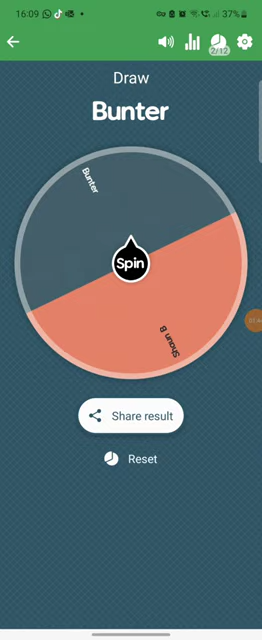 16:09
37%
2/12
Draw
Bunter
Bunter
Spin
Shaun B
Share result
Reset